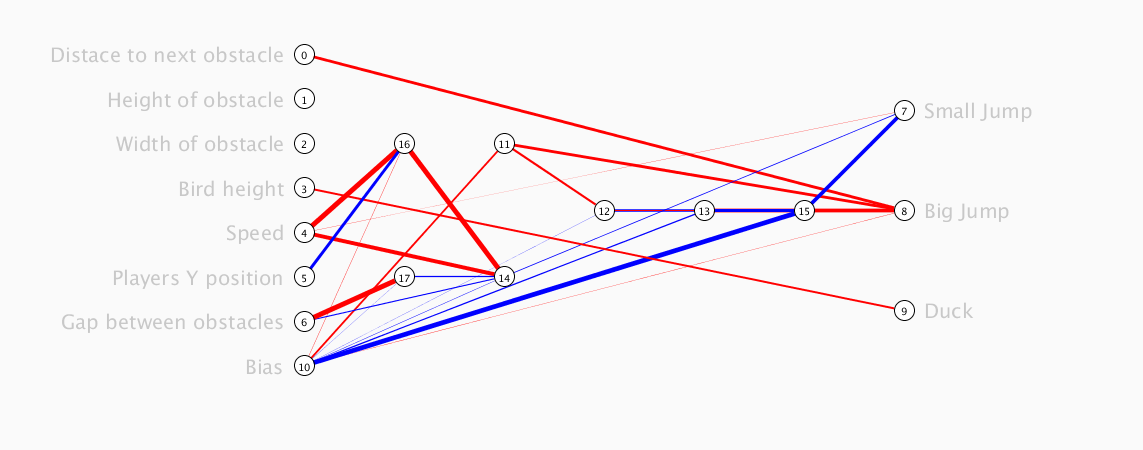 Distace to next obstacle 0
Height of obstacle 1
Width of obstacle 2
Bird height 3
Speed 4
Players Y position 5
Gap between obstacles 6
Bias 10
16
17
11
14
12
13
15
7 Small Jump
8 Big Jump
9 Duck